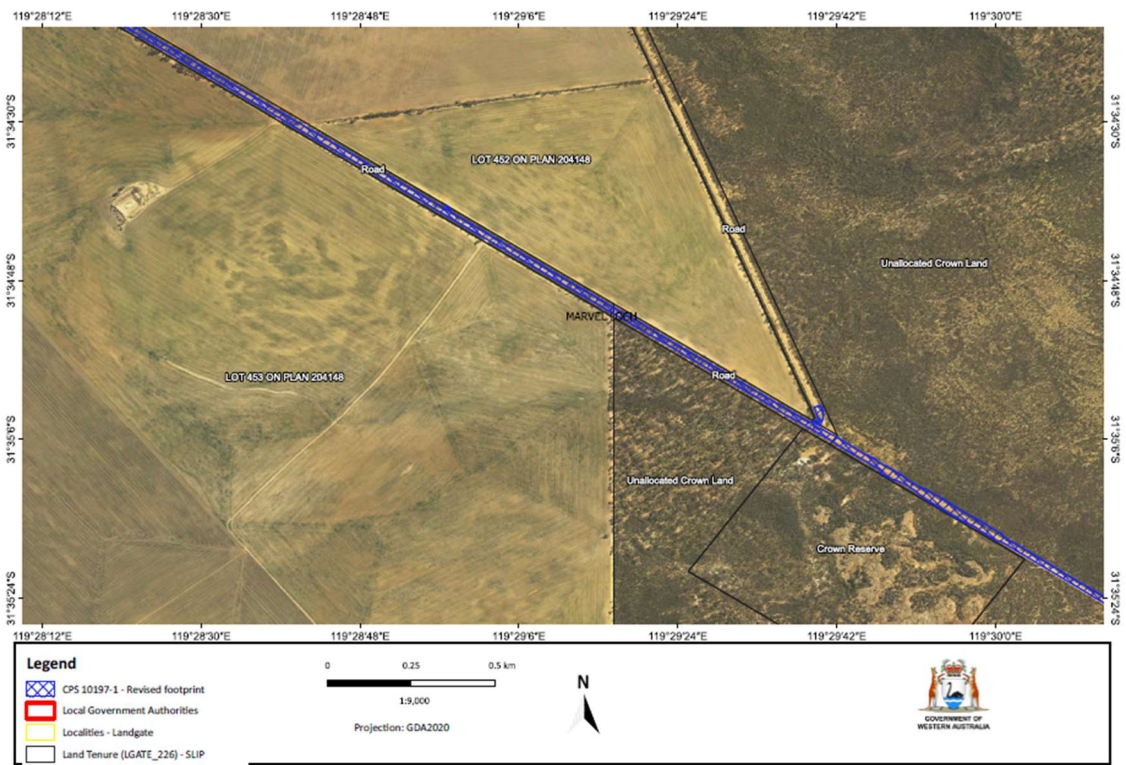 119°28'12"E 119°28'30"E 119°28'48"E 119°29'6"E 119°29'24"E 119°29'42"E 119°30'0"E
31°34'30"S 31°34'30"S
LOT 452 ON PLAN 204148
Road
Road
Unallocated Crown Land
31°34'48"S 31°34'48"S
MARVEL LOCH
Road
LOT 453 ON PLAN 204148
31°35'6"S 31°35'6"S
Unallocated Crown Land
Crown Reserve
31°35'24"S 31°35'24"S
119°28'12"E 119°28'30"E 119°28'48"E 119°29'6"E 119°29'24"E 119°29'42"E 119°30'0"E
Legend
CPS 10197-1 - Revised footprint
Local Government Authorities
Localities - Landgate
Land Tenure (LGATE_226) - SLIP
0 0.25 0.5 km
1:9,000
Projection: GDA2020
N
GOVERNMENT OF
WESTERN AUSTRALIA